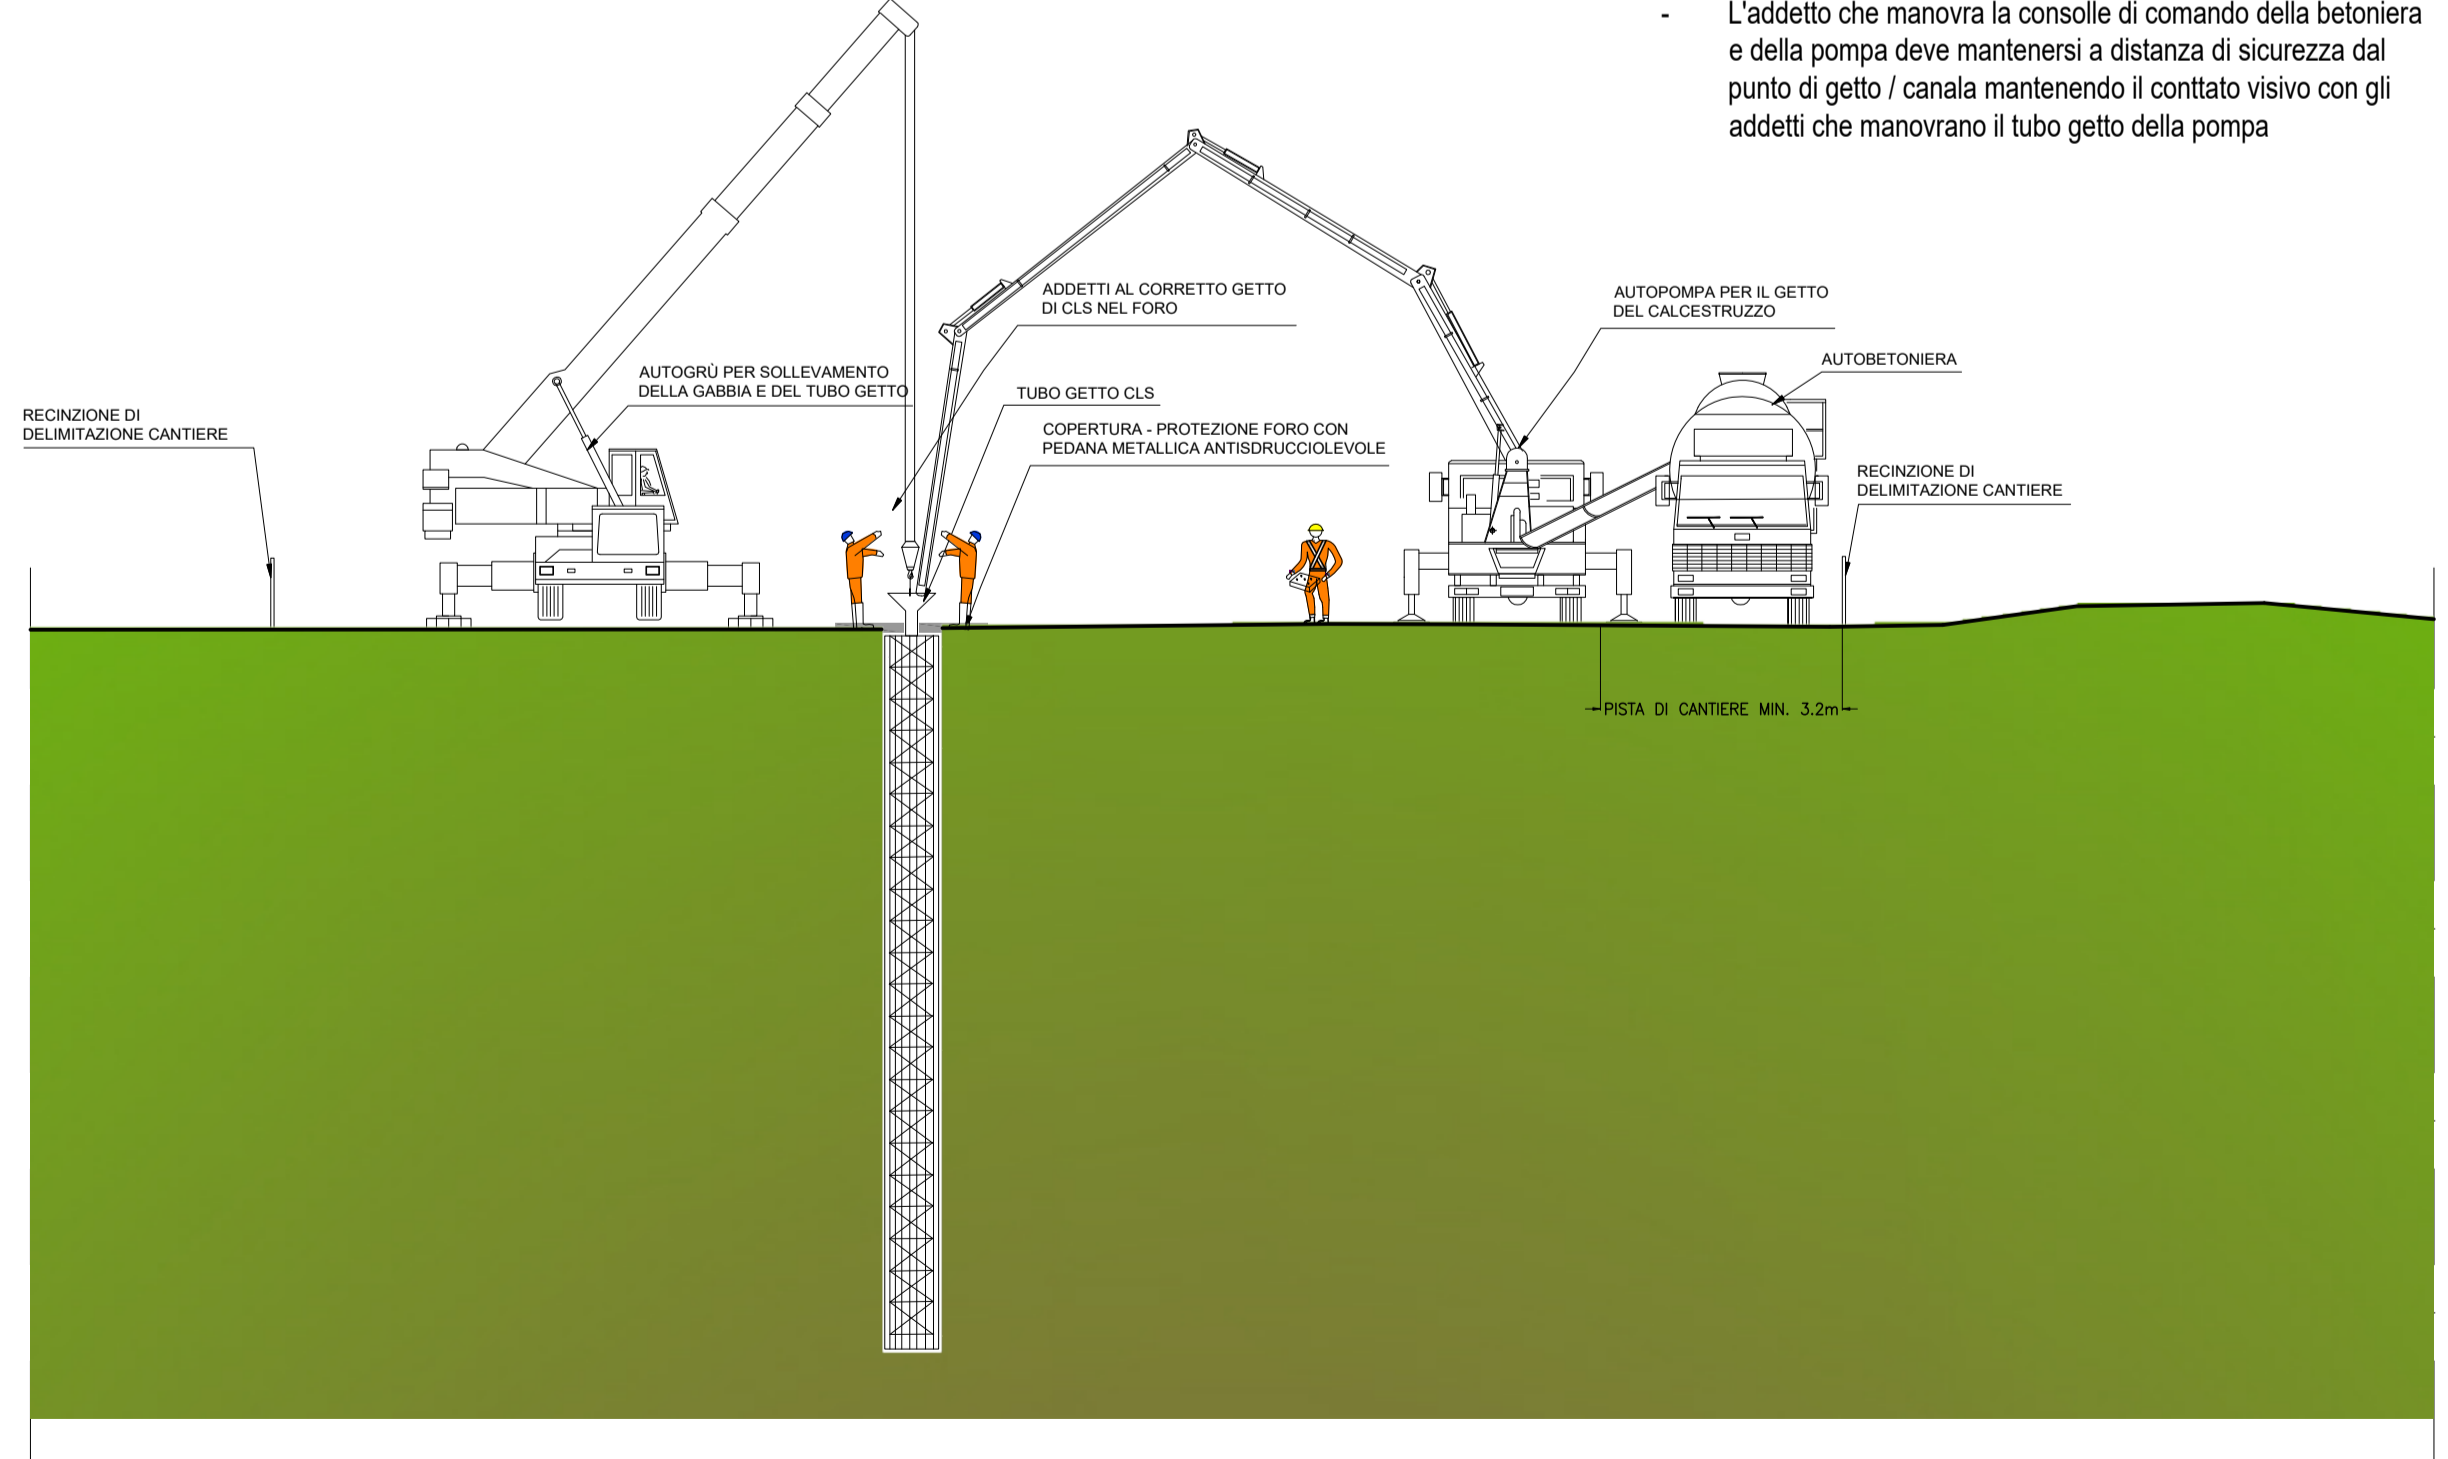 - L'addetto che manovra la consolle di comando della betoniera
e della pompa deve mantenersi a distanza di sicurezza dal
punto di getto / canala mantenendo il conttato visivo con gli
addetti che manovrano il tubo getto della pompa
ADDETTI AL CORRETTO GETTO
DI CLS NEL FORO
AUTOPOMPA PER IL GETTO
DEL CALCESTRUZZO
AUTOBETONIERA
AUTOGRÙ PER SOLLEVAMENTO
DELLA GABBIA E DEL TUBO GETTO
TUBO GETTO CLS
RECINZIONE DI
DELIMITAZIONE CANTIERE
COPERTURA - PROTEZIONE FORO CON
PEDANA METALLICA ANTISDRUCCIOLEVOLE
RECINZIONE DI
DELIMITAZIONE CANTIERE
PISTA DI CANTIERE MIN. 3.2m